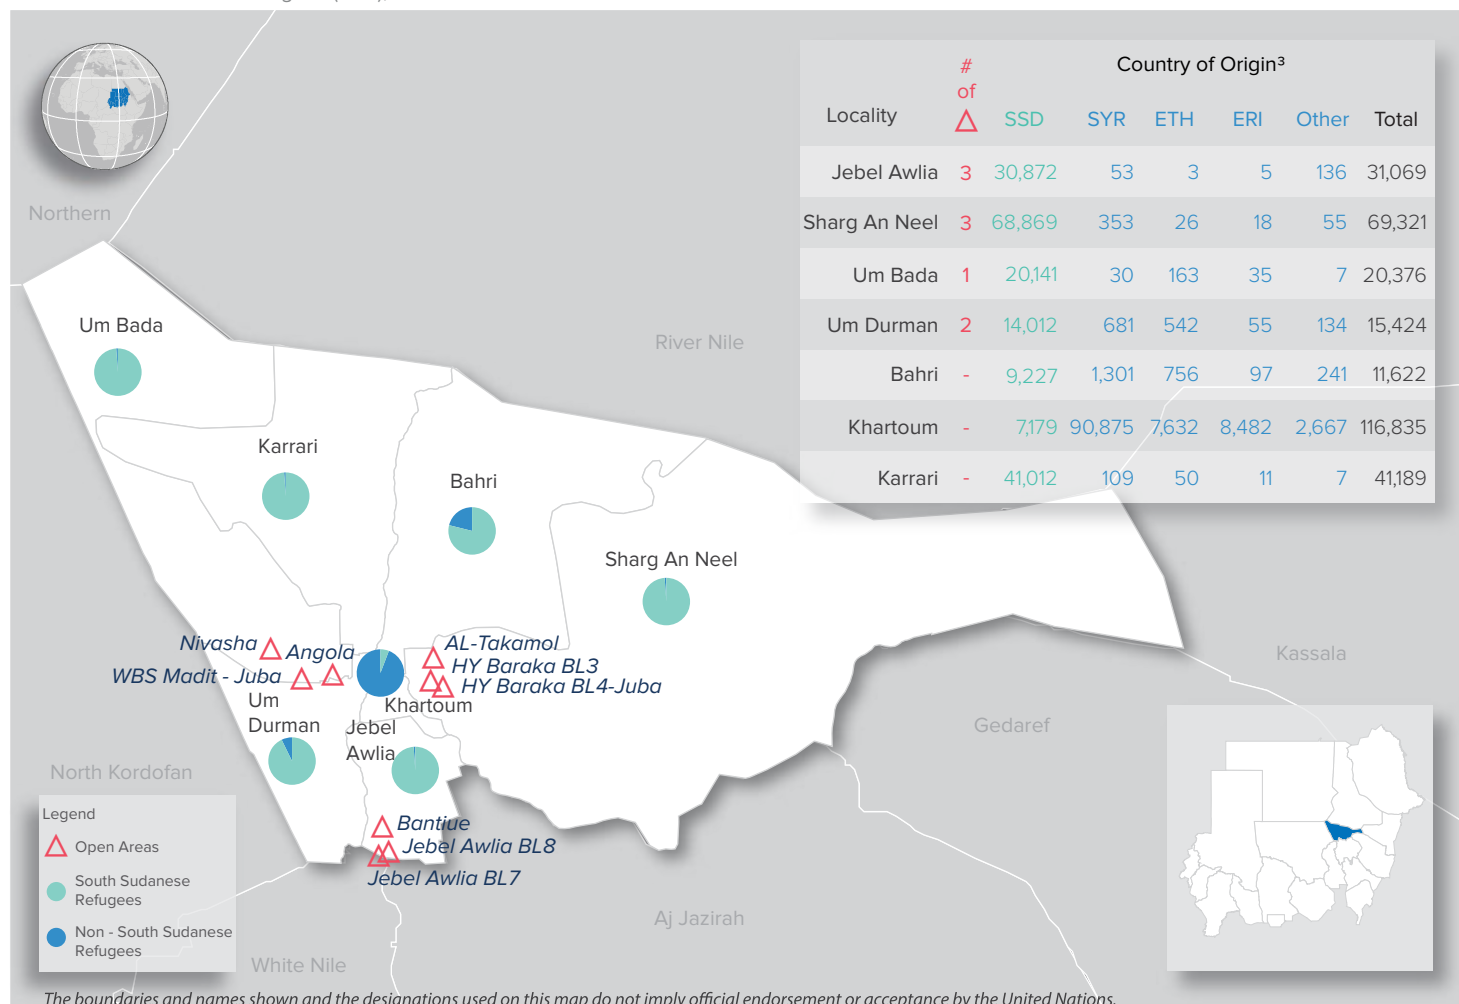 # of Country of Origin³
Locality △ SSD SYR ETH ERI Other Total
Jebel Awlia 3 30,872 53 3 5 136 31,069
Sharg An Neel 3 68,869 353 26 18 55 69,321
Um Bada 1 20,141 30 163 35 7 20,376
Um Durman 2 14,012 681 542 55 134 15,424
Bahri - 9,227 1,301 756 97 241 11,622
Khartoum - 7,179 90,875 7,632 8,482 2,667 116,835
Karrari - 41,012 109 50 11 7 41,189
Northern
Um Bada
River Nile
Karrari
Bahri
Sharg An Neel
Nivasha
Angola
WBS Madit - Juba
AL-Takamol
HY Baraka BL3
HY Baraka BL4-Juba
Khartoum
Um
Durman
Jebel
Awlia
Kassala
Gedaref
North Kordofan
Bantiue
Jebel Awlia BL8
Jebel Awlia BL7
Aj Jazirah
White Nile
Legend
Open Areas
South Sudanese
Refugees
Non - South Sudanese
Refugees
The boundaries and names shown and the designations used on this map do not imply official endorsement or acceptance by the United Nations.